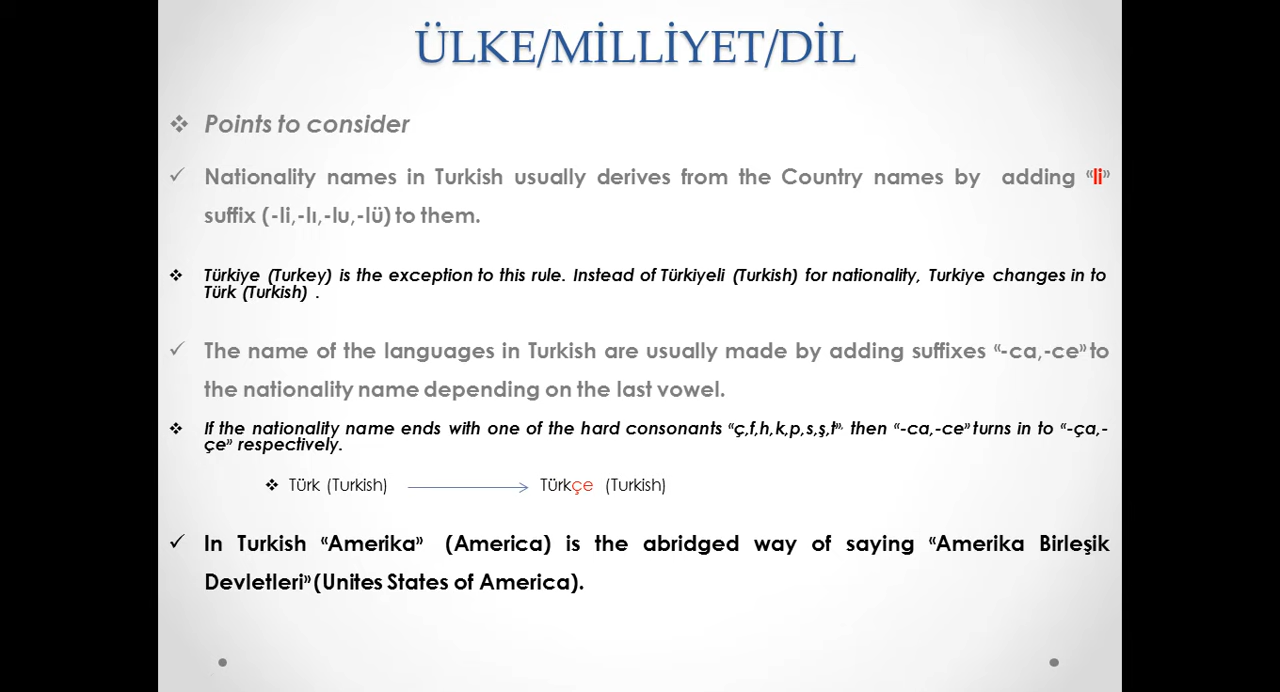 ÜLKE/MİLLİYET/DİL
Points to consider
Nationality names in Turkish usually derives from the Country names by adding «li»
suffix (-li,-lı,-lu,-lü) to them.
Türkiye (Turkey) is the exception to this rule. Instead of Türkiyeli (Turkish) for nationality, Turkiye changes in to
Türk (Turkish) .
The name of the languages in Turkish are usually made by adding suffixes «-ca,-ce» to
the nationality name depending on the last vowel.
If the nationality name ends with one of the hard consonants «ç,f,h,k,p,s,ş,t», then «-ca,-ce» turns in to «-ça,-
çe» respectively.
Türk (Turkish) Türkçe (Turkish)
In Turkish «Amerika» (America) is the abridged way of saying «Amerika Birleşik
Devletleri» (Unites States of America).